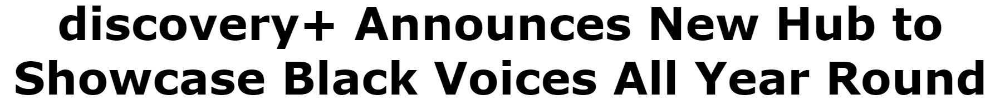 discovery+ Announces New Hub to
Showcase Black Voices All Year Round